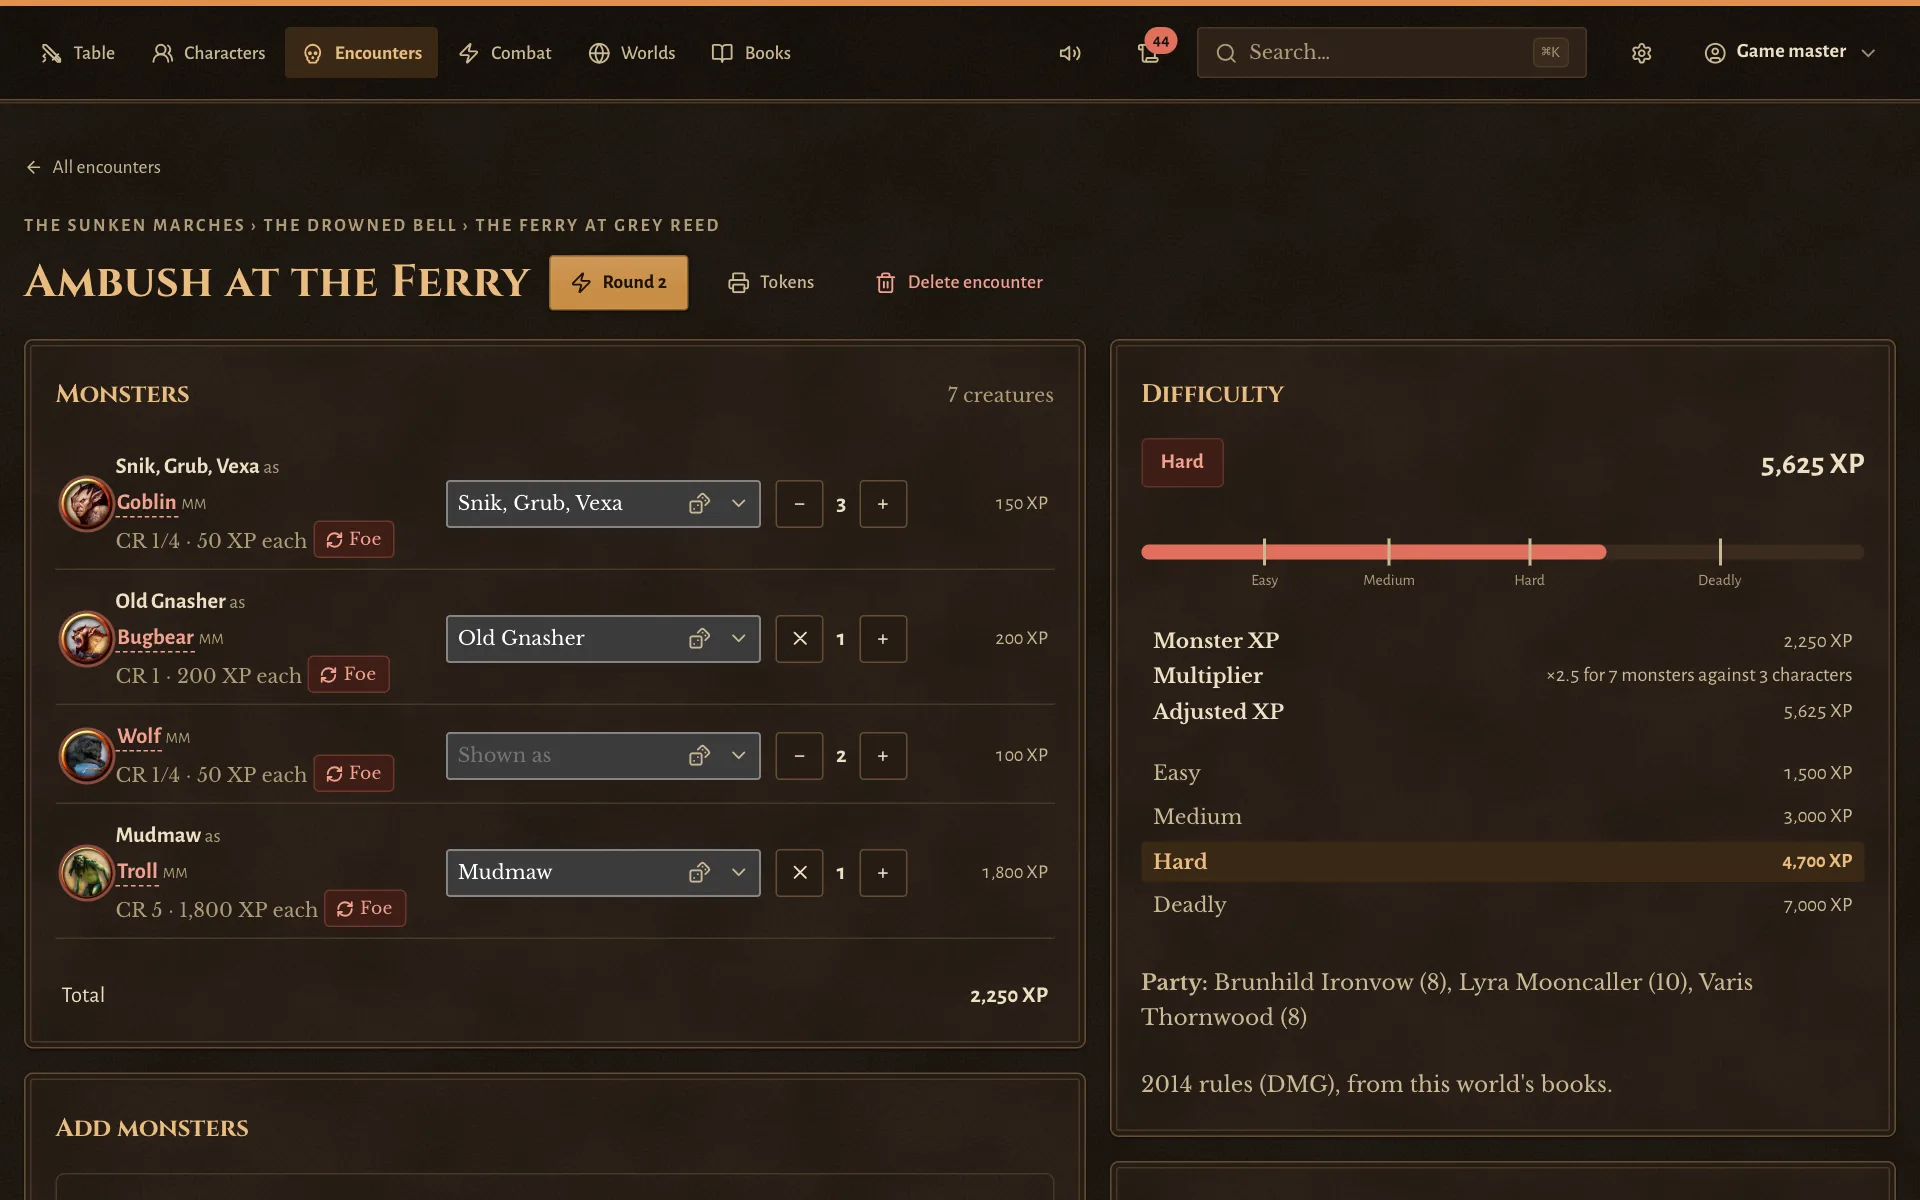 Table Characters Encounters Combat Worlds Books 44 Search... ⌘K Game master
All encounters
THE SUNKEN MARCHES › THE DROWNED BELL › THE FERRY AT GREY REED
AMBUSH AT THE FERRY Round 2 Tokens Delete encounter
MONSTERS 7 creatures
Snik, Grub, Vexa as
Goblin MM
CR 1/4 · 50 XP each Foe
Snik, Grub, Vexa − 3 + 150 XP
Old Gnasher as
Bugbear MM
CR 1 · 200 XP each Foe
Old Gnasher × 1 + 200 XP
Wolf MM
CR 1/4 · 50 XP each Foe
Shown as − 2 + 100 XP
Mudmaw as
Troll MM
CR 5 · 1,800 XP each Foe
Mudmaw × 1 + 1,800 XP
Total 2,250 XP
ADD MONSTERS
DIFFICULTY
Hard 5,625 XP
Easy Medium Hard Deadly
Monster XP 2,250 XP
Multiplier ×2.5 for 7 monsters against 3 characters
Adjusted XP 5,625 XP
Easy 1,500 XP
Medium 3,000 XP
Hard 4,700 XP
Deadly 7,000 XP
Party: Brunhild Ironvow (8), Lyra Mooncaller (10), Varis
Thornwood (8)
2014 rules (DMG), from this world's books.